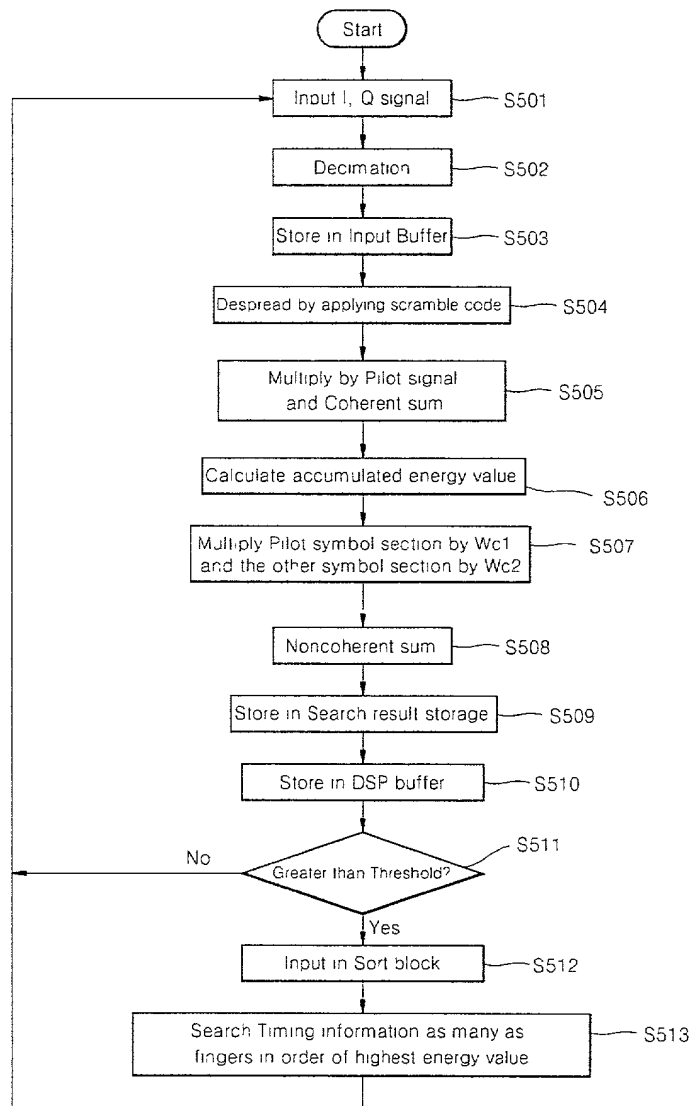 Start
Input I, Q signal
S501
Decimation
S502
Store in Input Buffer
S503
Despread by applying scramble code
S504
Multiply by Pilot signal
and Coherent sum
S505
Calculate accumulated energy value
S506
Multiply Pilot symbol section by Wc1
and the other symbol section by Wc2
S507
Noncoherent sum
S508
Store in Search result storage
S509
Store in DSP buffer
S510
Greater than Threshold?
S511
No
Yes
Input in Sort block
S512
Search Timing information as many as
fingers in order of highest energy value
S513